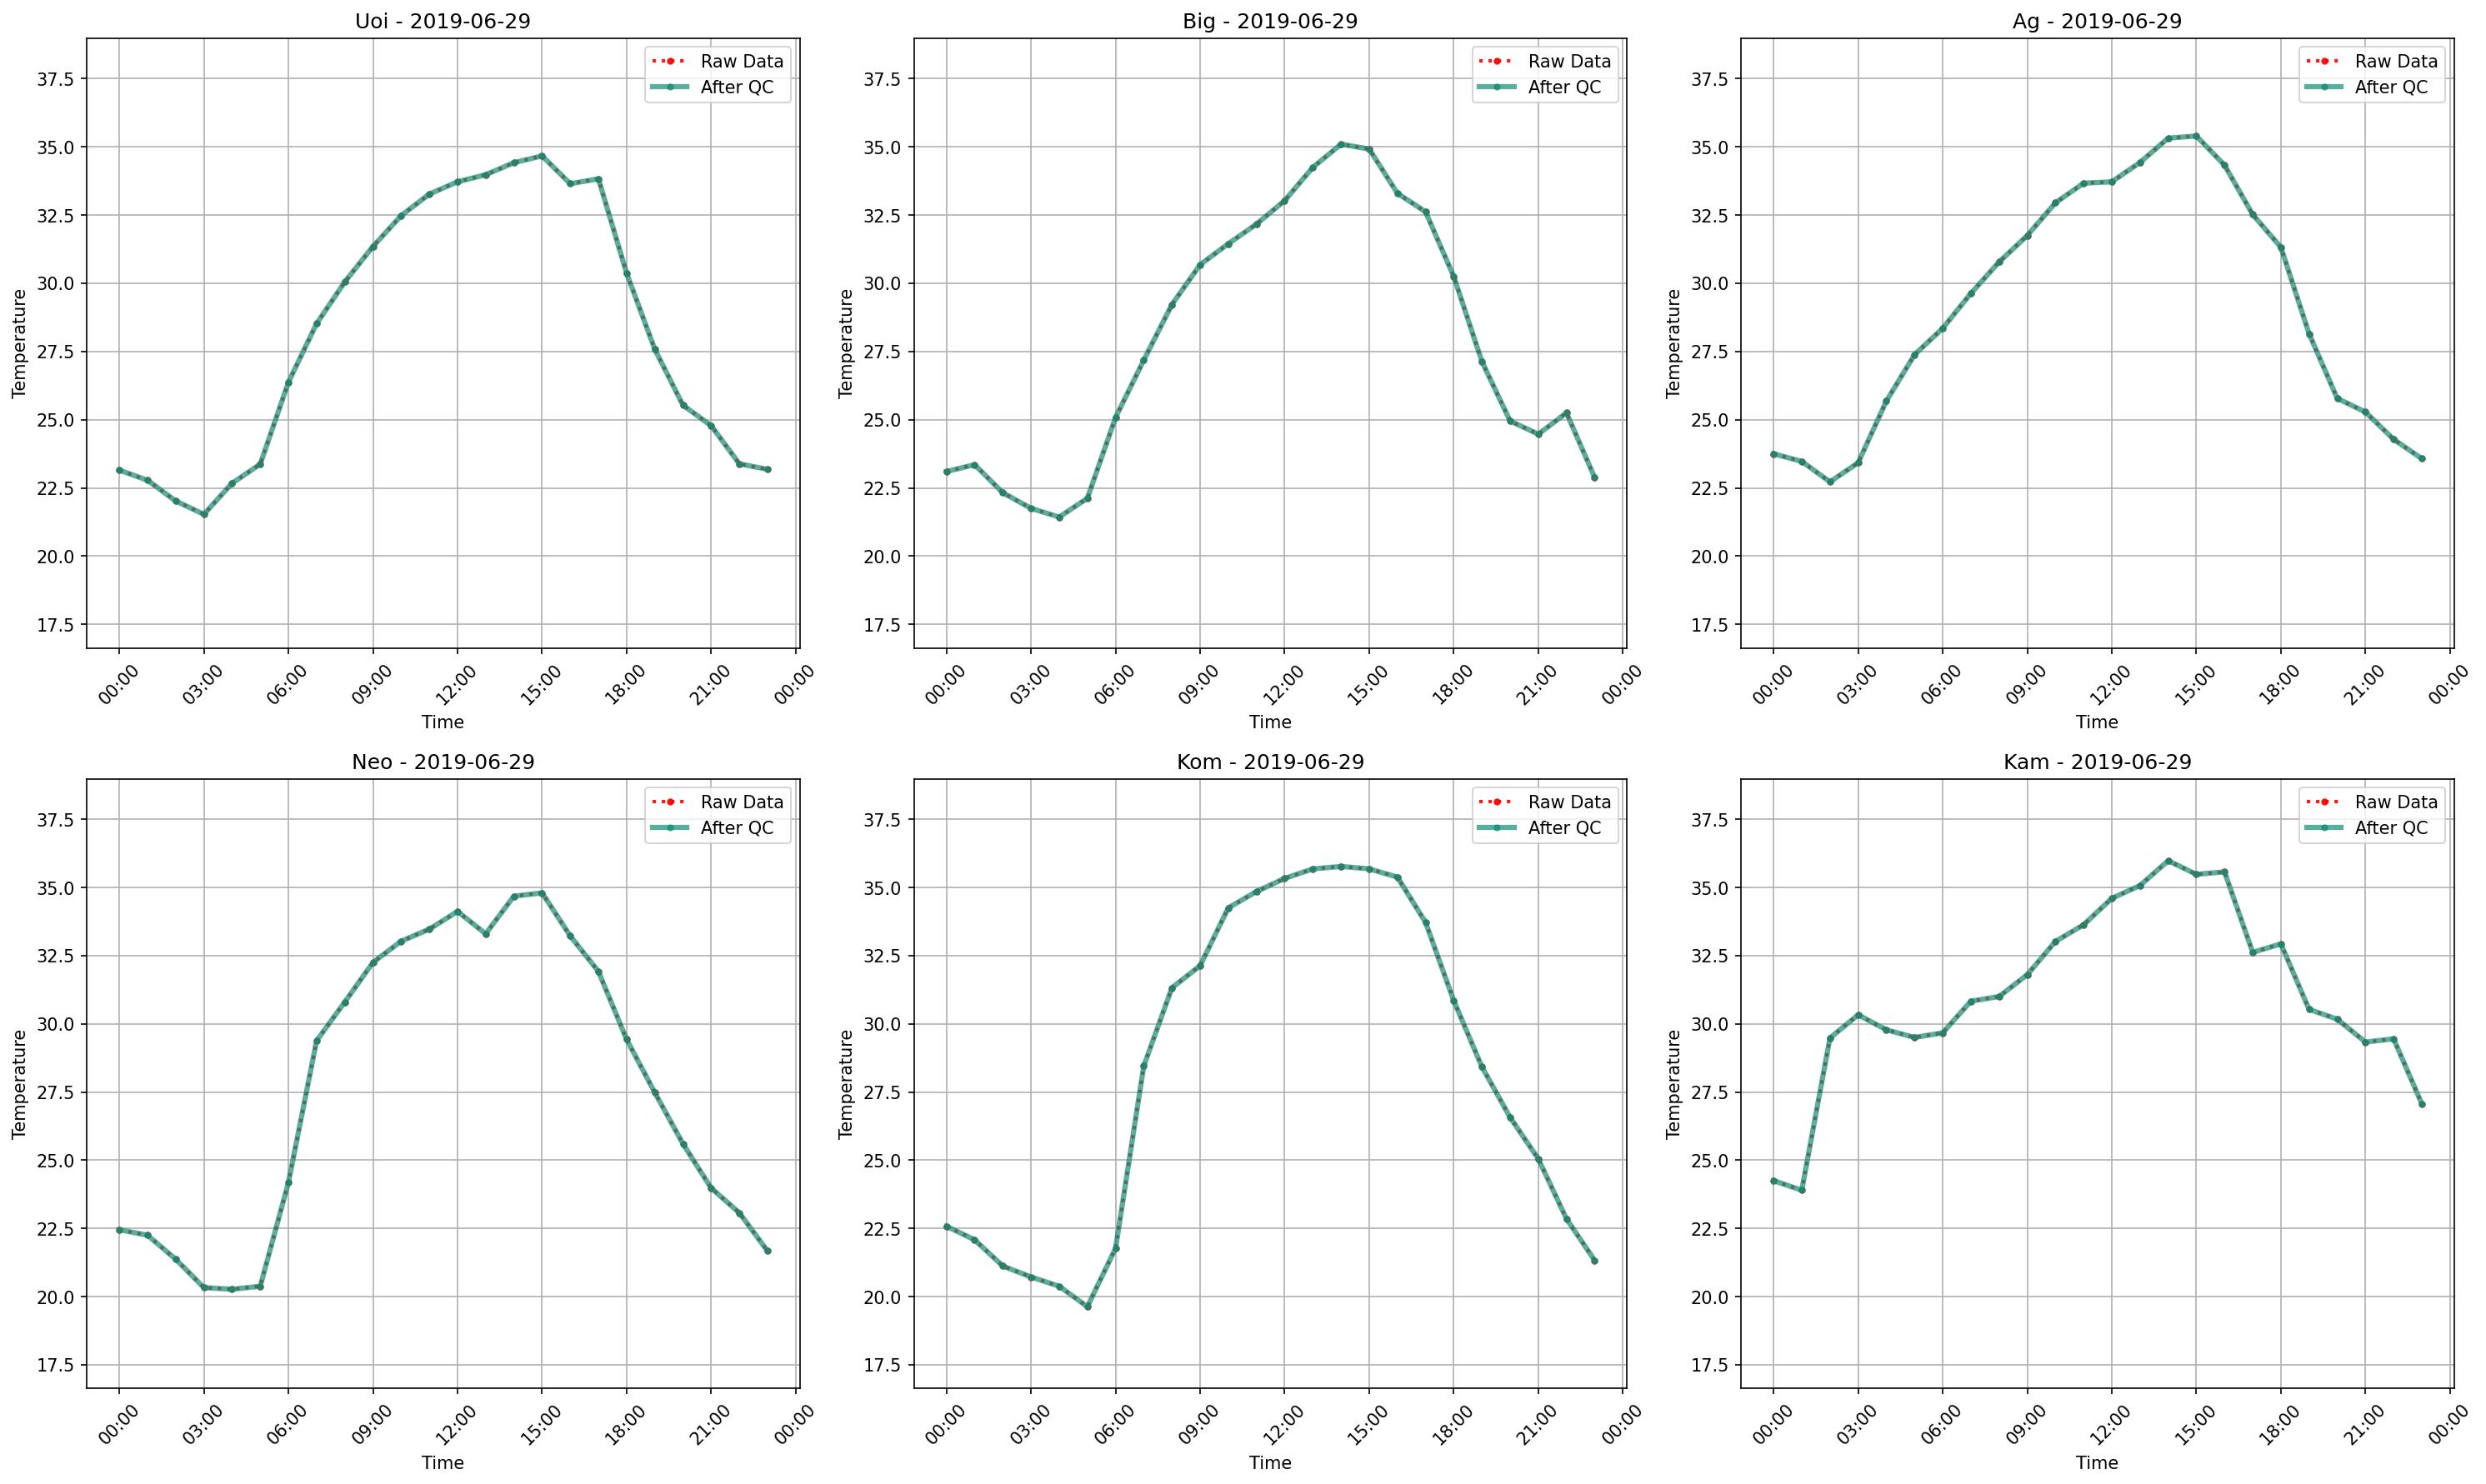 Uoi - 2019-06-29
Raw Data
After QC
Temperature
37.5
35.0
32.5
30.0
27.5
25.0
22.5
20.0
17.5
00:00 03:00 06:00 09:00 12:00 15:00 18:00 21:00 00:00
Time
Big - 2019-06-29
Raw Data
After QC
Temperature
37.5
35.0
32.5
30.0
27.5
25.0
22.5
20.0
17.5
00:00 03:00 06:00 09:00 12:00 15:00 18:00 21:00 00:00
Time
Ag - 2019-06-29
Raw Data
After QC
Temperature
37.5
35.0
32.5
30.0
27.5
25.0
22.5
20.0
17.5
00:00 03:00 06:00 09:00 12:00 15:00 18:00 21:00 00:00
Time
Neo - 2019-06-29
Raw Data
After QC
Temperature
37.5
35.0
32.5
30.0
27.5
25.0
22.5
20.0
17.5
00:00 03:00 06:00 09:00 12:00 15:00 18:00 21:00 00:00
Time
Kom - 2019-06-29
Raw Data
After QC
Temperature
37.5
35.0
32.5
30.0
27.5
25.0
22.5
20.0
17.5
00:00 03:00 06:00 09:00 12:00 15:00 18:00 21:00 00:00
Time
Kam - 2019-06-29
Raw Data
After QC
Temperature
37.5
35.0
32.5
30.0
27.5
25.0
22.5
20.0
17.5
00:00 03:00 06:00 09:00 12:00 15:00 18:00 21:00 00:00
Time